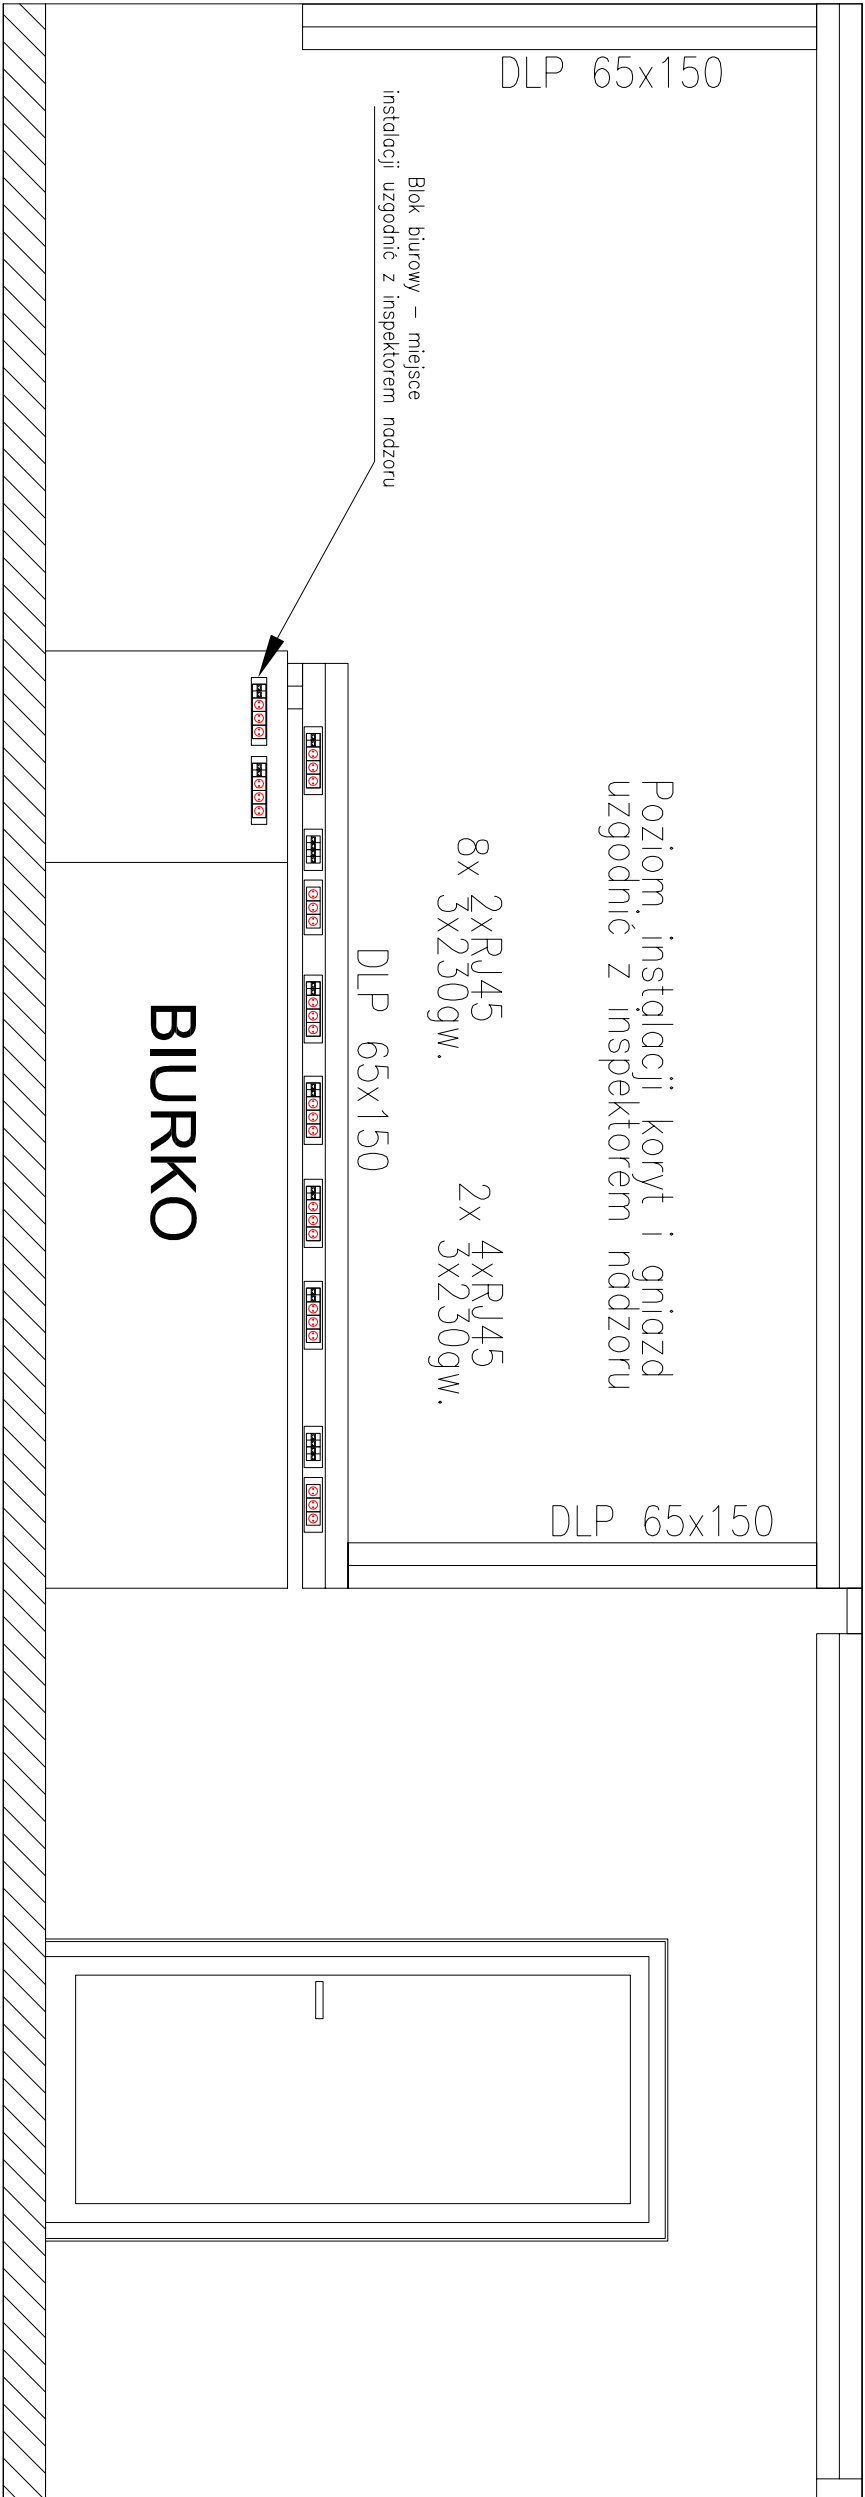 DLP 65x150
Blok biurowy – miejsce
instalacji uzgodnić z inspektorem nadzoru
Poziom instalacji koryt i gniazd
uzgodnić z inspektorem nadzoru
8x 2xRJ45
3x230gw.
2x 4xRJ45
3x230gw.
DLP 65x150
BIURKO
DLP 65x150